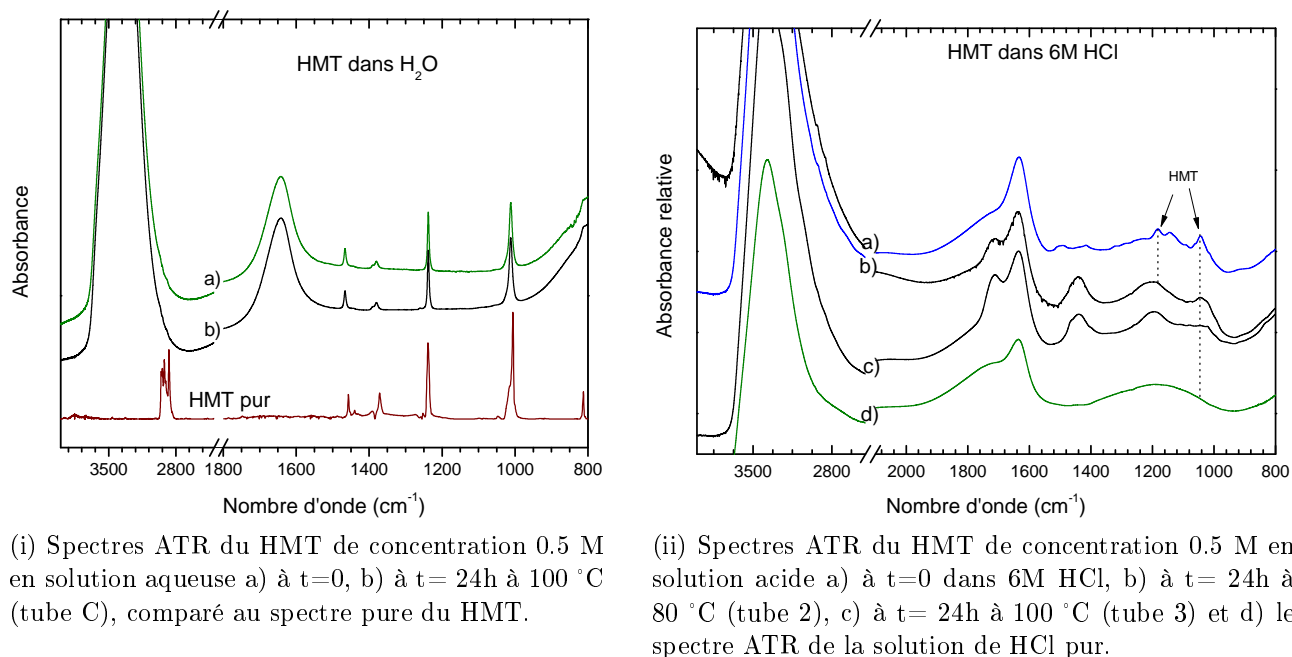 HMT dans H2O
Absorbance
a)
b)
HMT pur
3500 2800 1800 1600 1400 1200 1000 800
Nombre d'onde (cm-1)
(i) Spectres ATR du HMT de concentration 0.5 M
en solution aqueuse a) à t=0, b) à t= 24h à 100 °C
(tube C), comparé au spectre pure du HMT.
HMT dans 6M HCl
Absorbance relative
HMT
a)
b)
c)
d)
3500 2800 2000 1800 1600 1400 1200 1000 800
Nombre d'onde (cm-1)
(ii) Spectres ATR du HMT de concentration 0.5 M en
solution acide a) à t=0 dans 6M HCl, b) à t= 24h à
80 °C (tube 2), c) à t= 24h à 100 °C (tube 3) et d) le
spectre ATR de la solution de HCl pur.